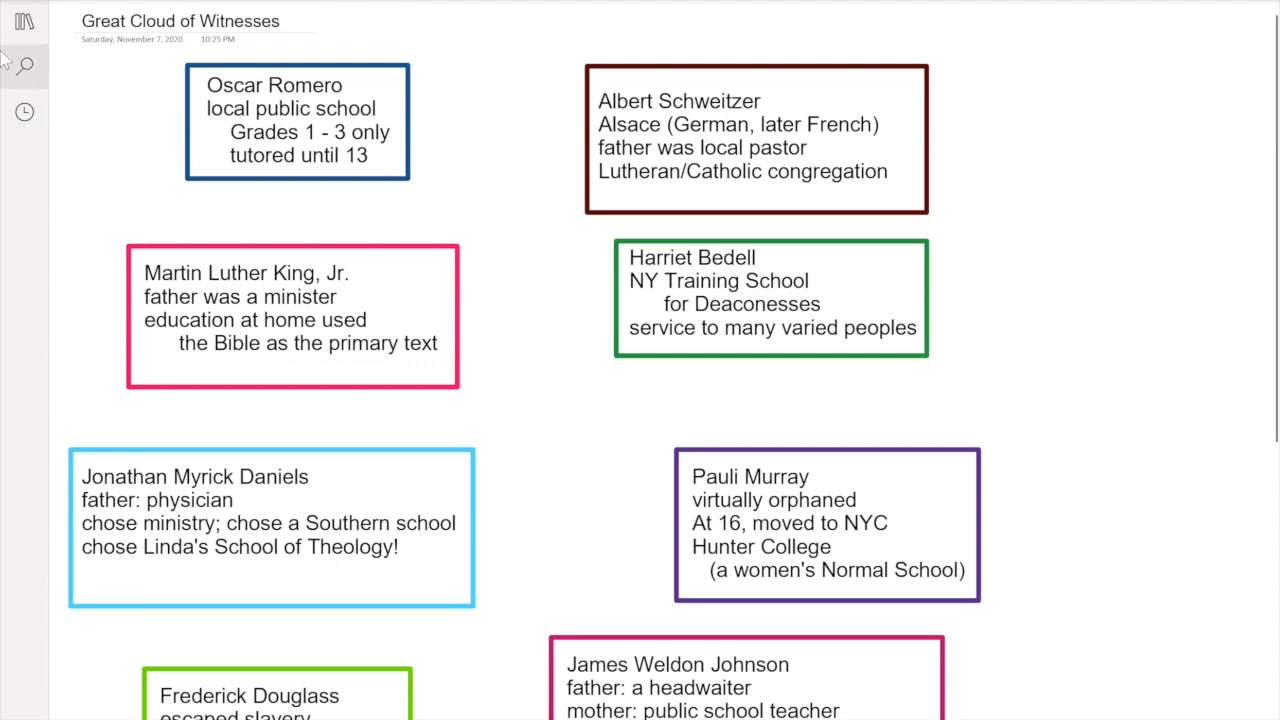 Great Cloud of Witnesses
Saturday, November 7, 2020 10:25 PM
Oscar Romero
local public school
Grades 1 - 3 only
tutored until 13
Albert Schweitzer
Alsace (German, later French)
father was local pastor
Lutheran/Catholic congregation
Martin Luther King, Jr.
father was a minister
education at home used
the Bible as the primary text
Harriet Bedell
NY Training School
for Deaconesses
service to many varied peoples
Jonathan Myrick Daniels
father: physician
chose ministry; chose a Southern school
chose Linda's School of Theology!
Pauli Murray
virtually orphaned
At 16, moved to NYC
Hunter College
(a women's Normal School)
Frederick Douglass
escaped slavery
James Weldon Johnson
father: a headwaiter
mother: public school teacher